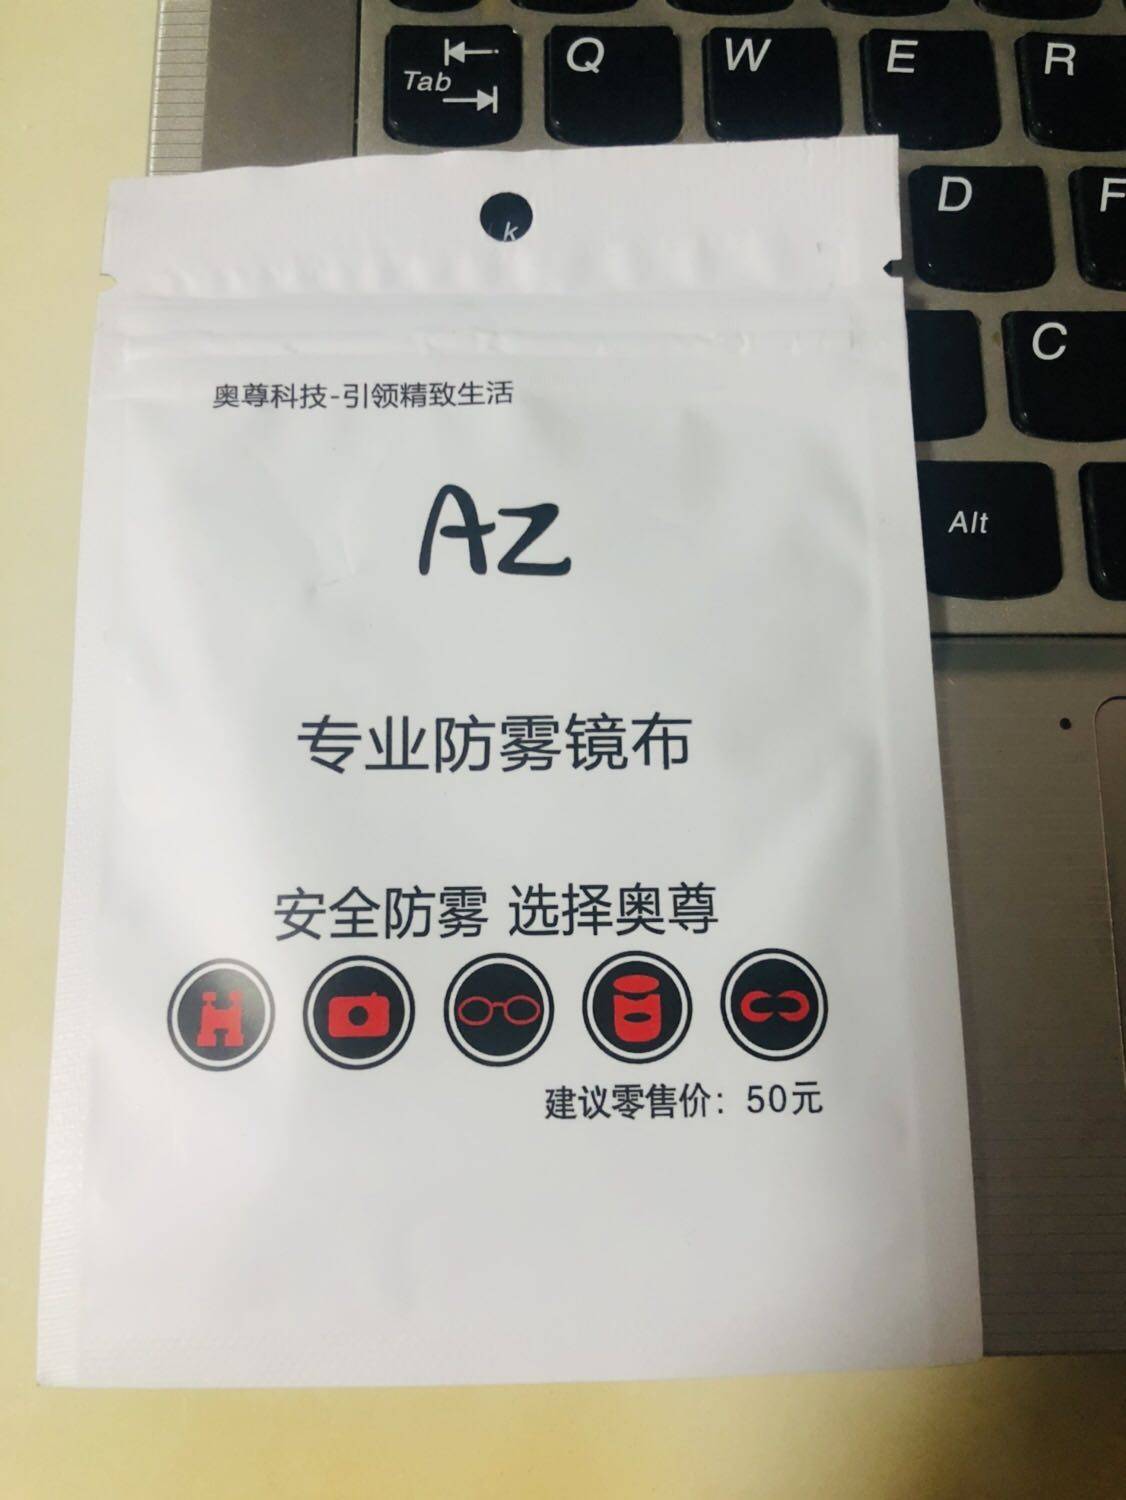 Tab
Q
W
E
R
D
F
k
C
奥尊科技-引领精致生活
AZ
Alt
专业防雾镜布
安全防雾 选择奥尊
建议零售价：50元